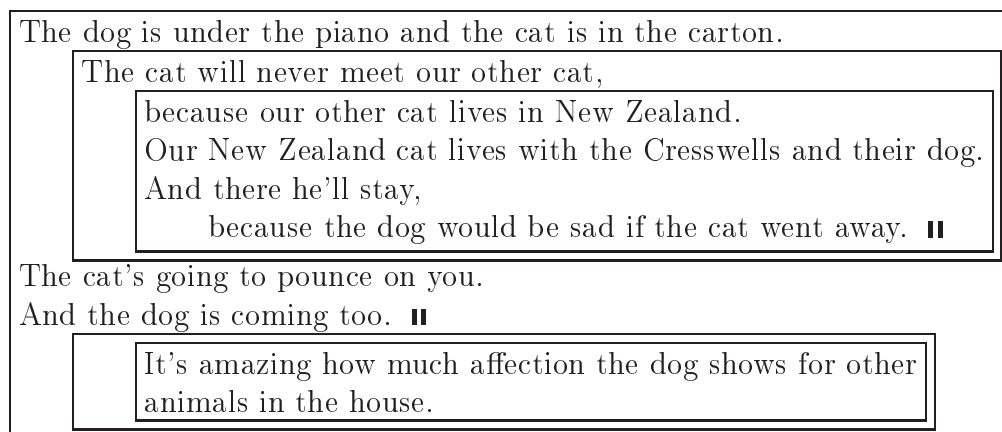 The dog is under the piano and the cat is in the carton.
The cat will never meet our other cat,
because our other cat lives in New Zealand.
Our New Zealand cat lives with the Cresswells and their dog.
And there he'll stay,
because the dog would be sad if the cat went away.
The cat's going to pounce on you.
And the dog is coming too.
It's amazing how much affection the dog shows for other
animals in the house.